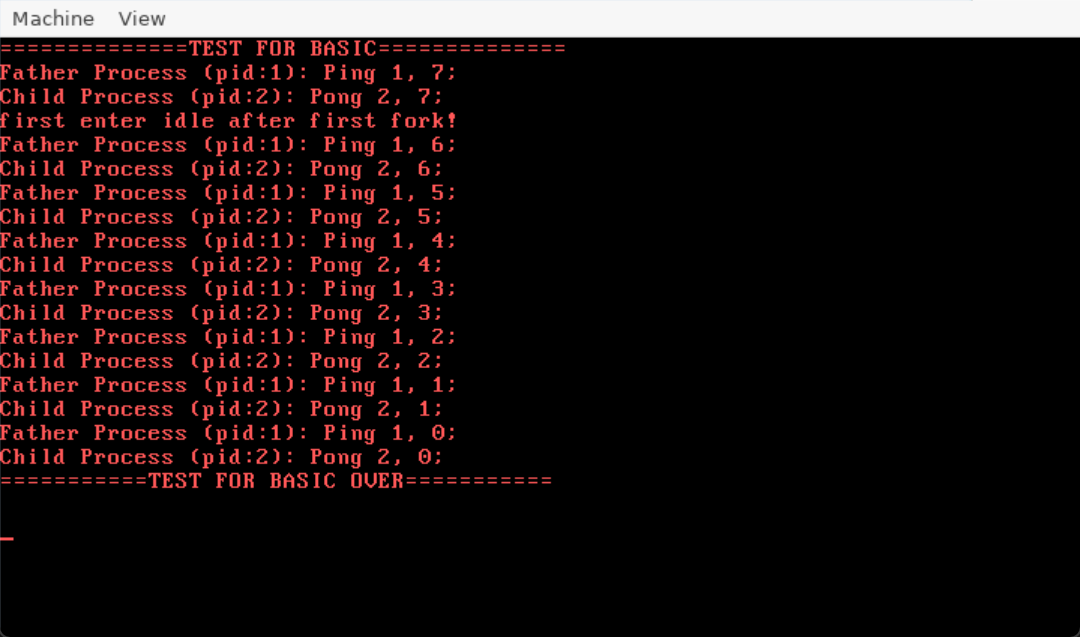 Machine View
==============TEST FOR BASIC==============
Father Process (pid:1): Ping 1, 7;
Child Process (pid:2): Pong 2, 7;
first enter idle after first fork!
Father Process (pid:1): Ping 1, 6;
Child Process (pid:2): Pong 2, 6;
Father Process (pid:1): Ping 1, 5;
Child Process (pid:2): Pong 2, 5;
Father Process (pid:1): Ping 1, 4;
Child Process (pid:2): Pong 2, 4;
Father Process (pid:1): Ping 1, 3;
Child Process (pid:2): Pong 2, 3;
Father Process (pid:1): Ping 1, 2;
Child Process (pid:2): Pong 2, 2;
Father Process (pid:1): Ping 1, 1;
Child Process (pid:2): Pong 2, 1;
Father Process (pid:1): Ping 1, 0;
Child Process (pid:2): Pong 2, 0;
===========TEST FOR BASIC OVER===========
_